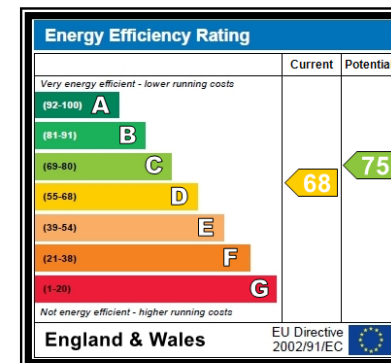 Energy Efficiency Rating
Current Potentia
Very energy efficient - lower running costs
(92-100) A
(81-91) B
(69-80) C
(55-68) D
(39-54) E
(21-38) F
(1-20) G
68
75
Not energy efficient - higher running costs
England & Wales
EU Directive
2002/91/EC